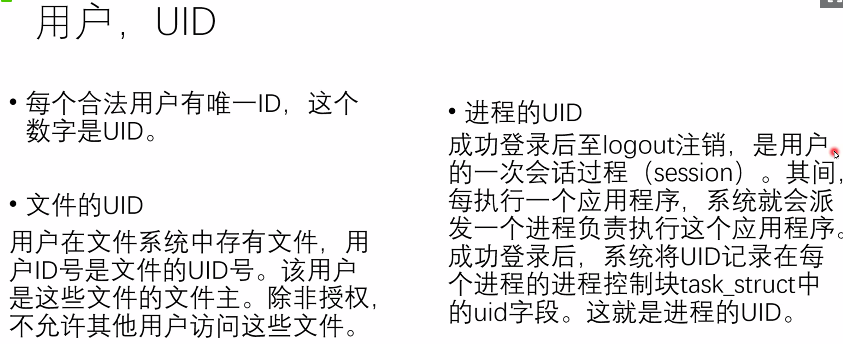 用户，UID
• 每个合法用户有唯一ID，这个
数字是UID。
• 文件的UID
用户在文件系统中存有文件，用
户ID号是文件的UID号。该用户
是这些文件的文件主。除非授权，
不允许其他用户访问这些文件。
• 进程的UID
成功登录后至logout注销，是用户
的一次会话过程（session）。其间，
每执行一个应用程序，系统就会派
发一个进程负责执行这个应用程序。
成功登录后，系统将UID记录在每
个进程的进程控制块task_struct中
的uid字段。这就是进程的UID。